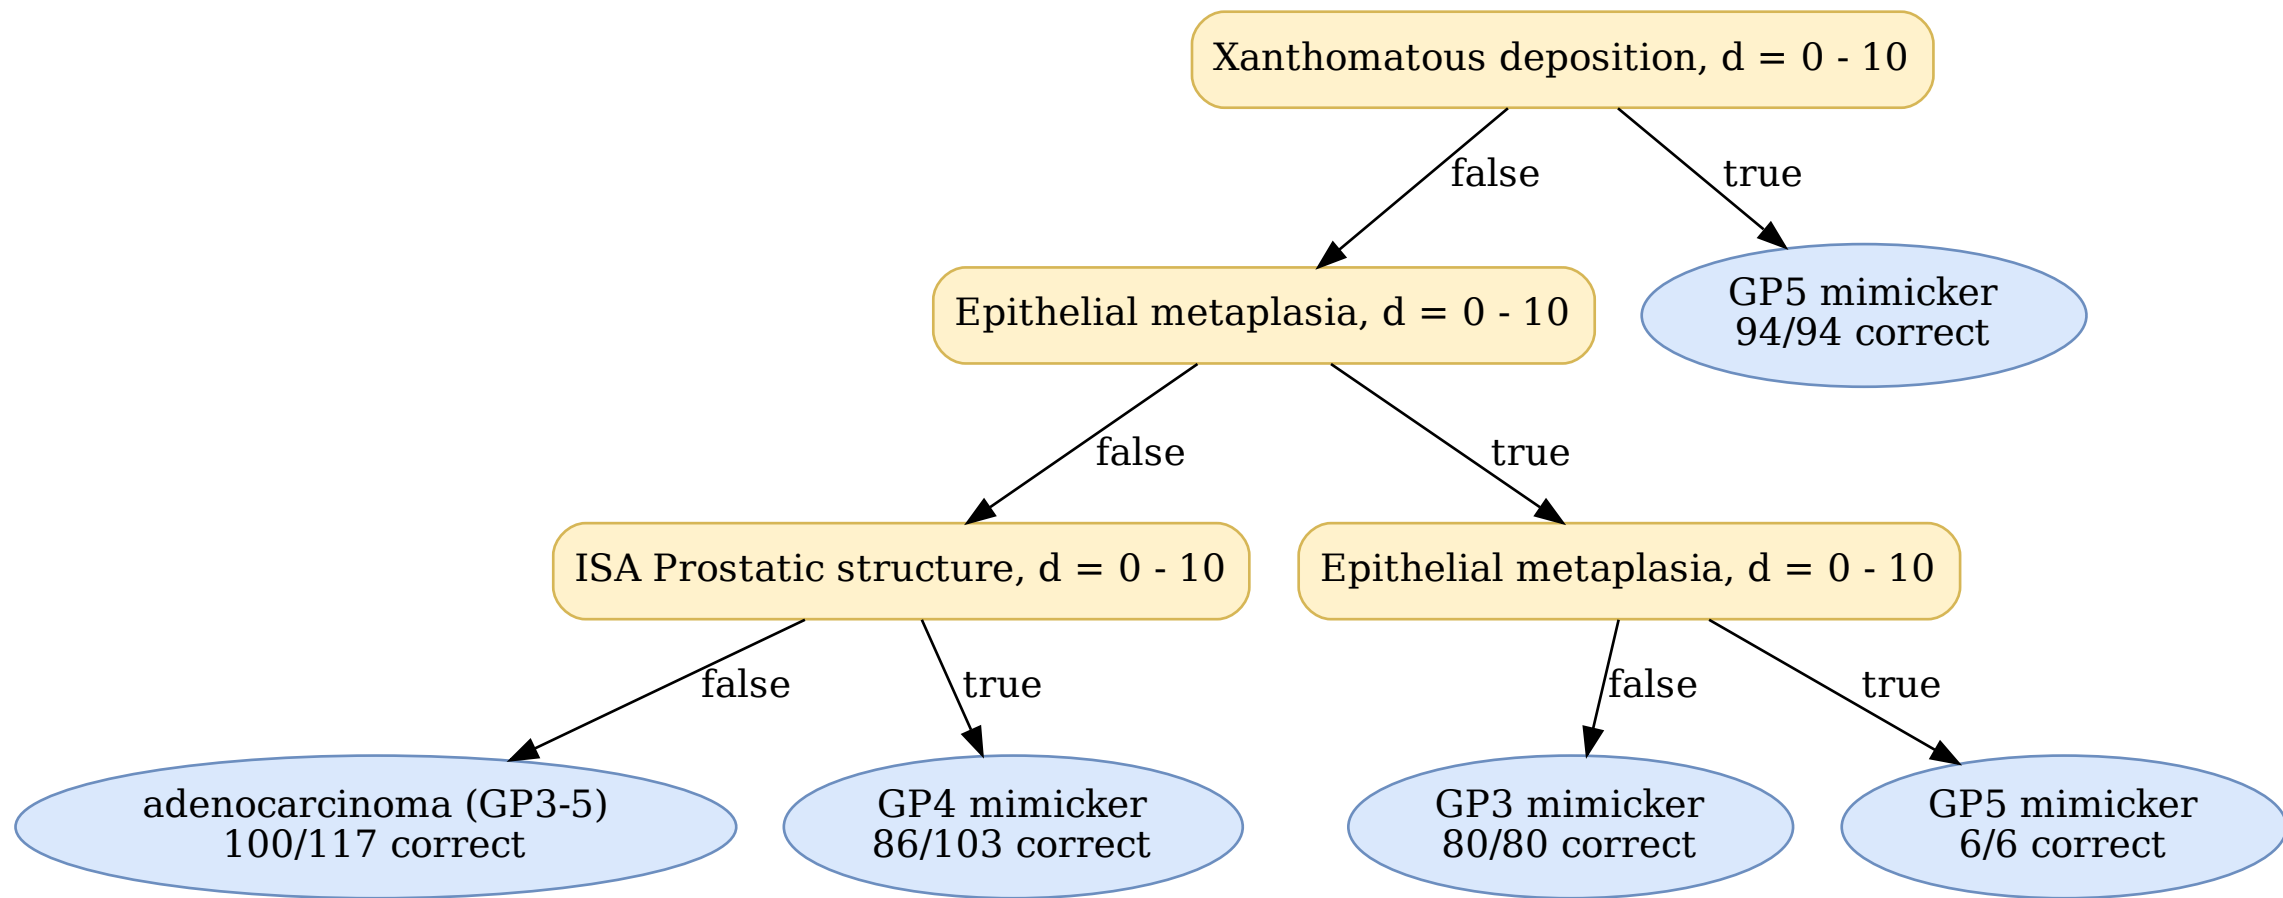 Xanthomatous deposition, d = 0 - 10
false
true
Epithelial metaplasia, d = 0 - 10
GP5 mimicker
94/94 correct
false
true
ISA Prostatic structure, d = 0 - 10
Epithelial metaplasia, d = 0 - 10
false
true
false
true
adenocarcinoma (GP3-5)
100/117 correct
GP4 mimicker
86/103 correct
GP3 mimicker
80/80 correct
GP5 mimicker
6/6 correct